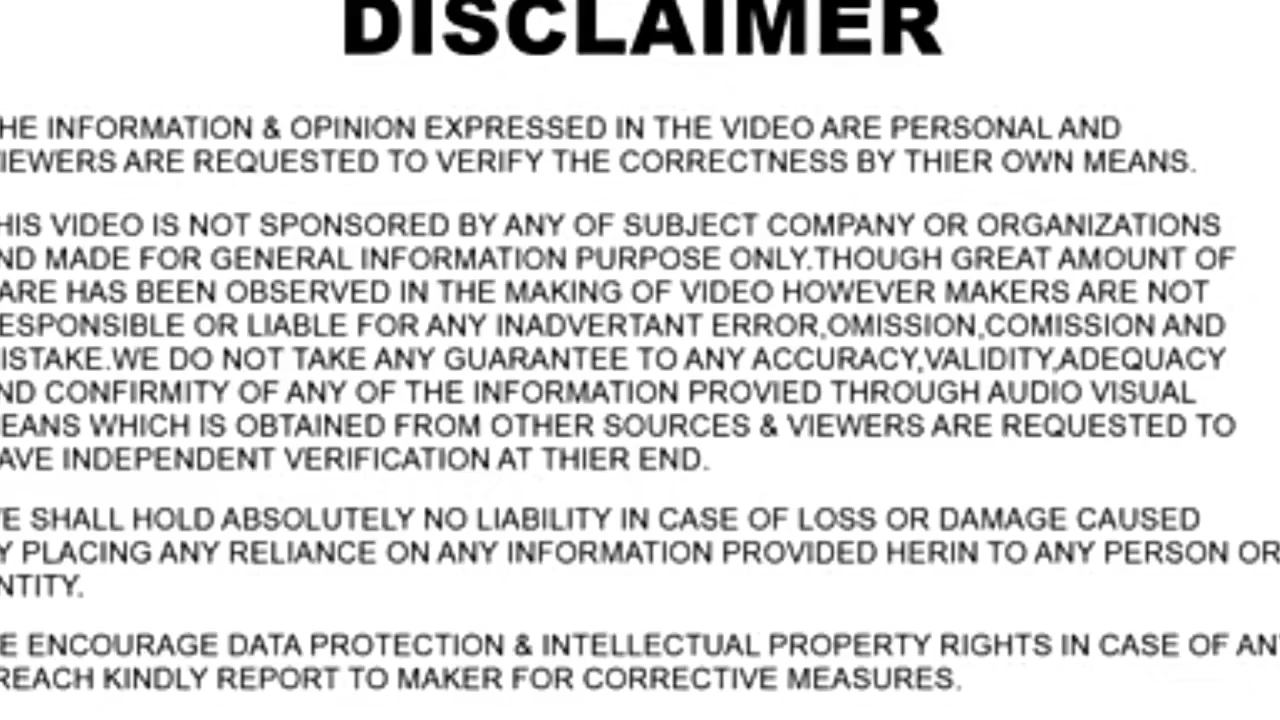 DISCLAIMER
HE INFORMATION & OPINION EXPRESSED IN THE VIDEO ARE PERSONAL AND
IEWERS ARE REQUESTED TO VERIFY THE CORRECTNESS BY THIER OWN MEANS.
HIS VIDEO IS NOT SPONSORED BY ANY OF SUBJECT COMPANY OR ORGANIZATIONS
ND MADE FOR GENERAL INFORMATION PURPOSE ONLY.THOUGH GREAT AMOUNT OF
ARE HAS BEEN OBSERVED IN THE MAKING OF VIDEO HOWEVER MAKERS ARE NOT
ESPONSIBLE OR LIABLE FOR ANY INADVERTANT ERROR,OMISSION,COMISSION AND
ISTAKE.WE DO NOT TAKE ANY GUARANTEE TO ANY ACCURACY,VALIDITY,ADEQUACY
ND CONFIRMITY OF ANY OF THE INFORMATION PROVIED THROUGH AUDIO VISUAL
EANS WHICH IS OBTAINED FROM OTHER SOURCES & VIEWERS ARE REQUESTED TO
AVE INDEPENDENT VERIFICATION AT THIER END.
E SHALL HOLD ABSOLUTELY NO LIABILITY IN CASE OF LOSS OR DAMAGE CAUSED
Y PLACING ANY RELIANCE ON ANY INFORMATION PROVIDED HERIN TO ANY PERSON OR
NTITY.
E ENCOURAGE DATA PROTECTION & INTELLECTUAL PROPERTY RIGHTS IN CASE OF ANY
REACH KINDLY REPORT TO MAKER FOR CORRECTIVE MEASURES.